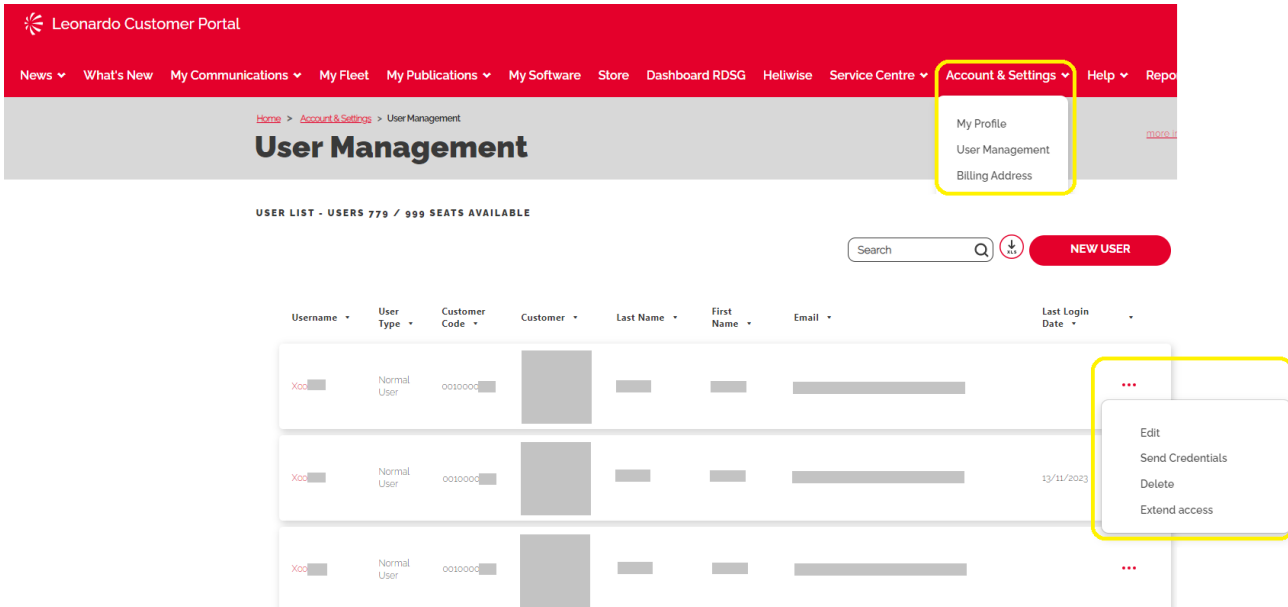 Leonardo Customer Portal
News What's New My Communications My Fleet My Publications My Software Store Dashboard RDSG Heliwise Service Centre Account & Settings Help
Home > Account & Settings > User Management
User Management
My Profile
User Management
Billing Address
USER LIST - USERS 779 / 999 SEATS AVAILABLE
Search
XLS
NEW USER
Username User Type Customer Code Customer Last Name First Name Email Last Login Date
Normal User
Edit
Send Credentials
Normal User 13/11/2023
Delete
Extend access
Normal User